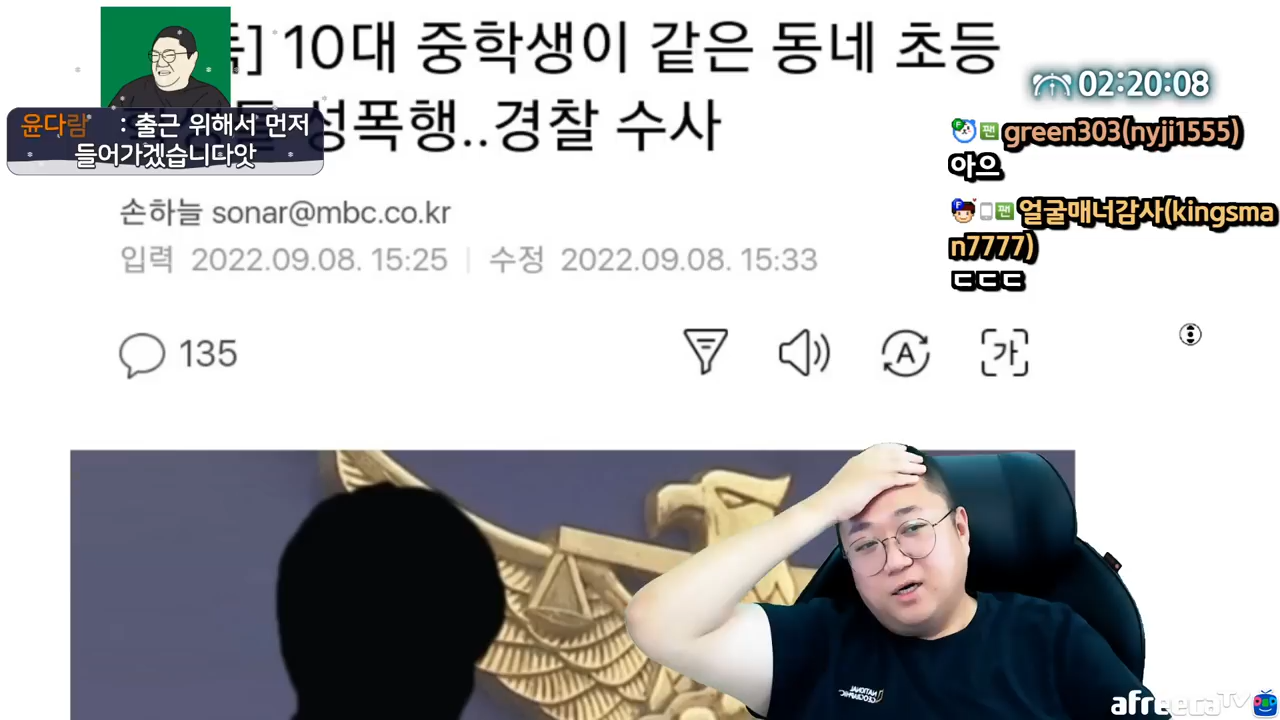 ] 10대 중학생이 같은 동네 초등
성폭행..경찰 수사
윤다람 : 출근 위해서 먼저
들어가겠습니다앗
손하늘 sonar@mbc.co.kr
입력 2022.09.08. 15:25 | 수정 2022.09.08. 15:33
135
A
가
02:20:08
F 팬 green303(nyji1555)
아으
F 팬 얼굴매너감사(kingsma
n7777)
ㄷㄷㄷ
NATIONAL
GEOGRAPHIC
afreecaTV